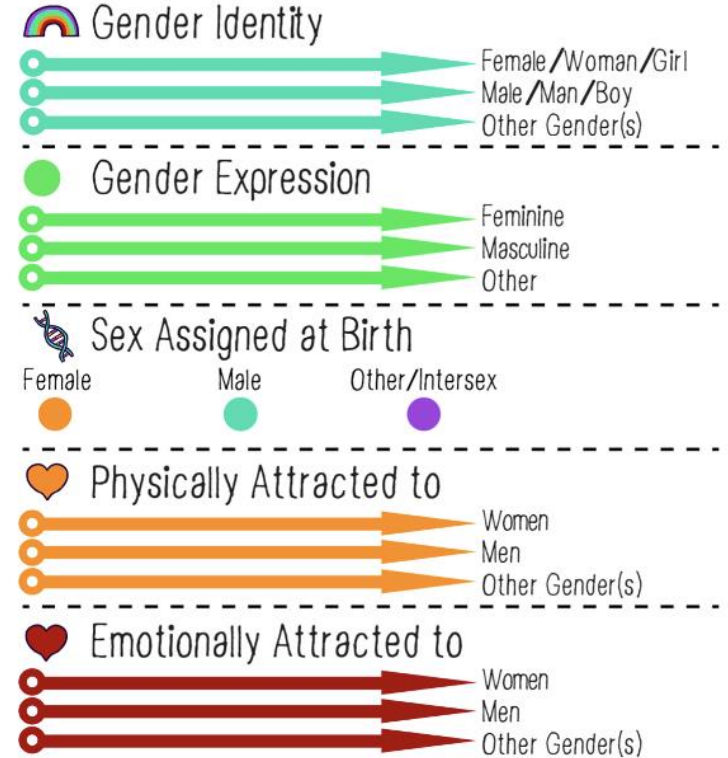 Gender Identity
Female/Woman/Girl
Male/Man/Boy
Other Gender(s)
Gender Expression
Feminine
Masculine
Other
Sex Assigned at Birth
Female Male Other/Intersex
Physically Attracted to
Women
Men
Other Gender(s)
Emotionally Attracted to
Women
Men
Other Gender(s)